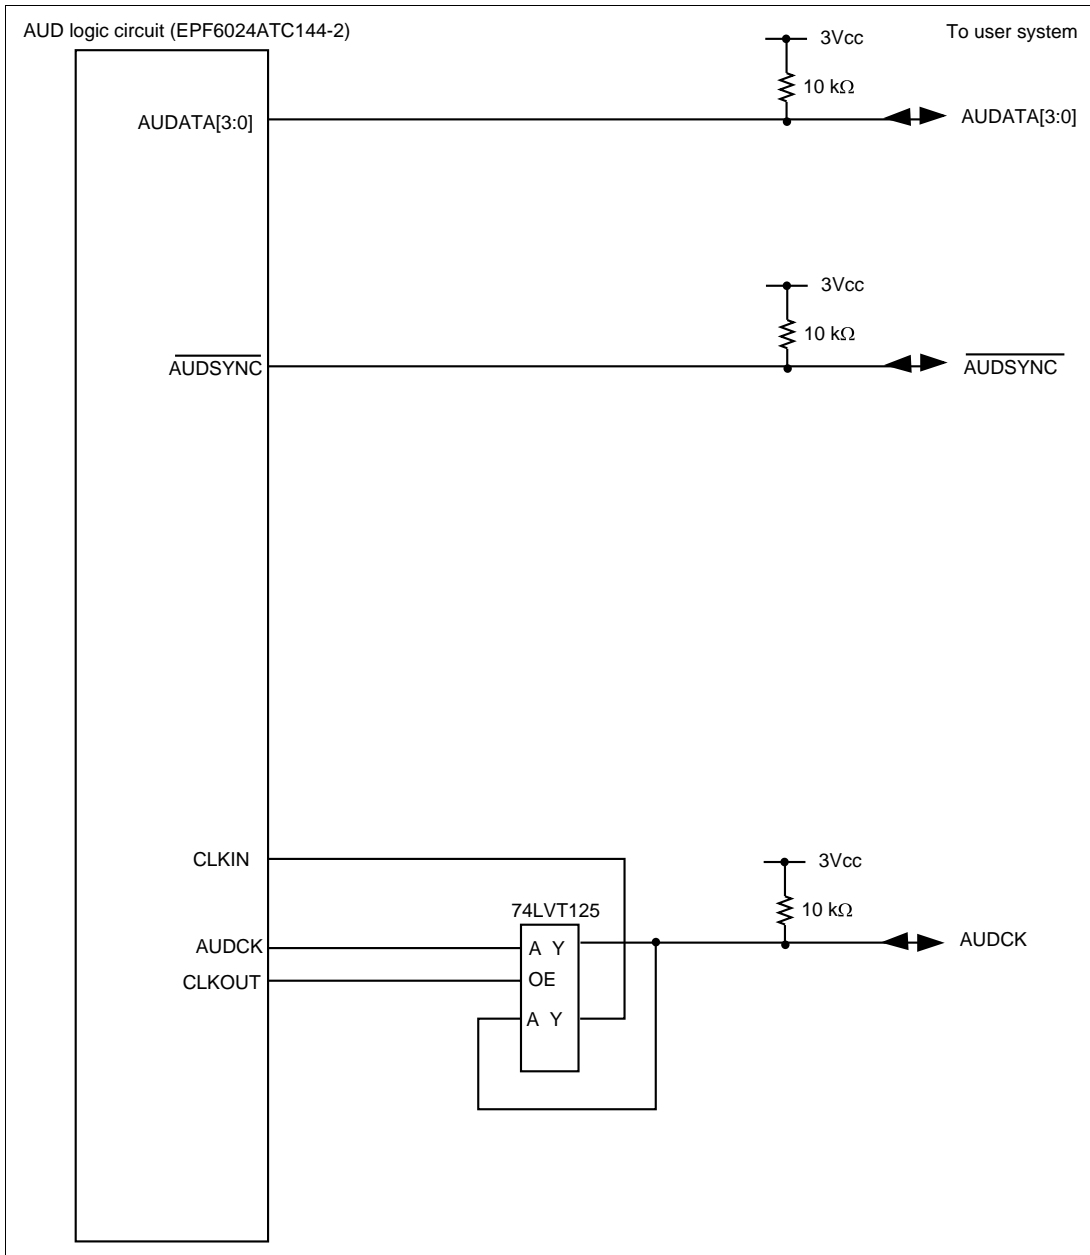 AUD logic circuit (EPF6024ATC144-2)
To user system
3Vcc
10 kΩ
AUDATA[3:0]
AUDATA[3:0]
3Vcc
10 kΩ
AUDSYNC
AUDSYNC
CLKIN
3Vcc
10 kΩ
74LVT125
AUDCK
A Y
AUDCK
CLKOUT
OE
A Y